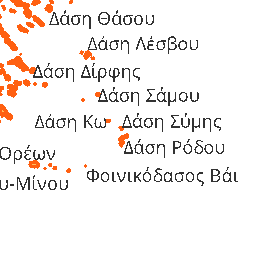 Δάση Θάσου
Δάση Λέσβου
Δάση Δίρφης
Δάση Σάμου
Δάση Κω Δάση Σύμης
Δάση Ρόδου
Ορέων
Φοινικόδασος Βάι
υ-Μίνου